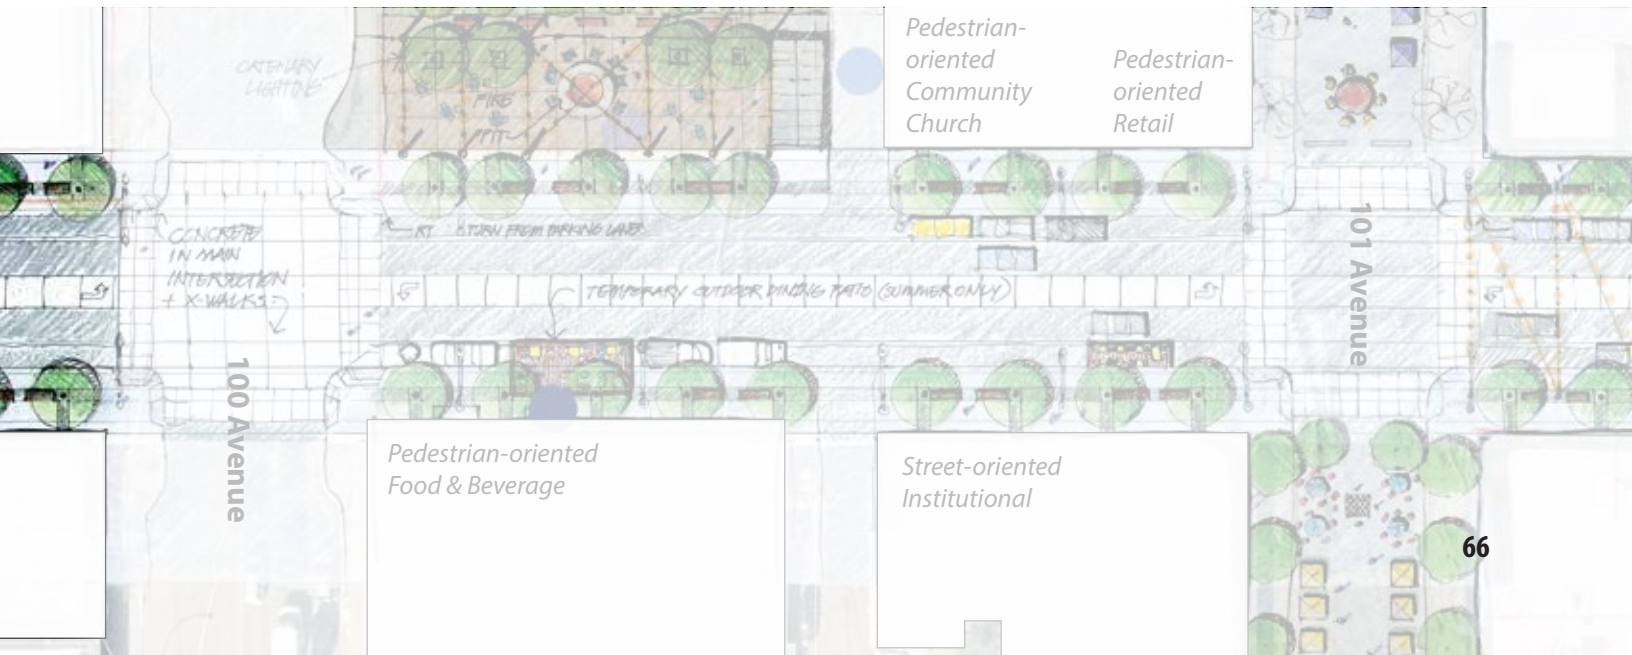 Pedestrian-
oriented
Community
Church
Pedestrian-
oriented
Retail
CATENARY
LIGHTING
FIRE
PIT
CONCRETE
IN MAIN
INTERSECTION
+ X-WALKS
RT TURN FROM PARKING LANE
TEMPORARY OUTDOOR DINING PATIO (SUMMER ONLY)
101 Avenue
100 Avenue
Pedestrian-oriented
Food & Beverage
Street-oriented
Institutional
66